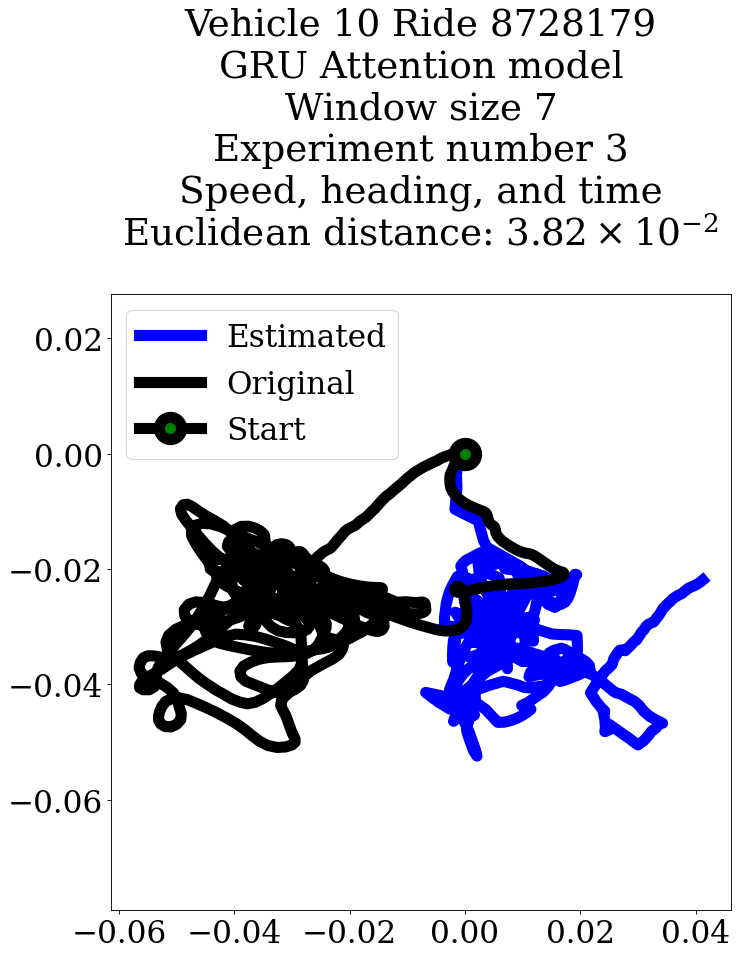 Vehicle 10 Ride 8728179
GRU Attention model
Window size 7
Experiment number 3
Speed, heading, and time
Euclidean distance: 3.82 × 10⁻²
Estimated
Original
Start
0.02
0.00
−0.02
−0.04
−0.06
−0.06 −0.04 −0.02 0.00 0.02 0.04